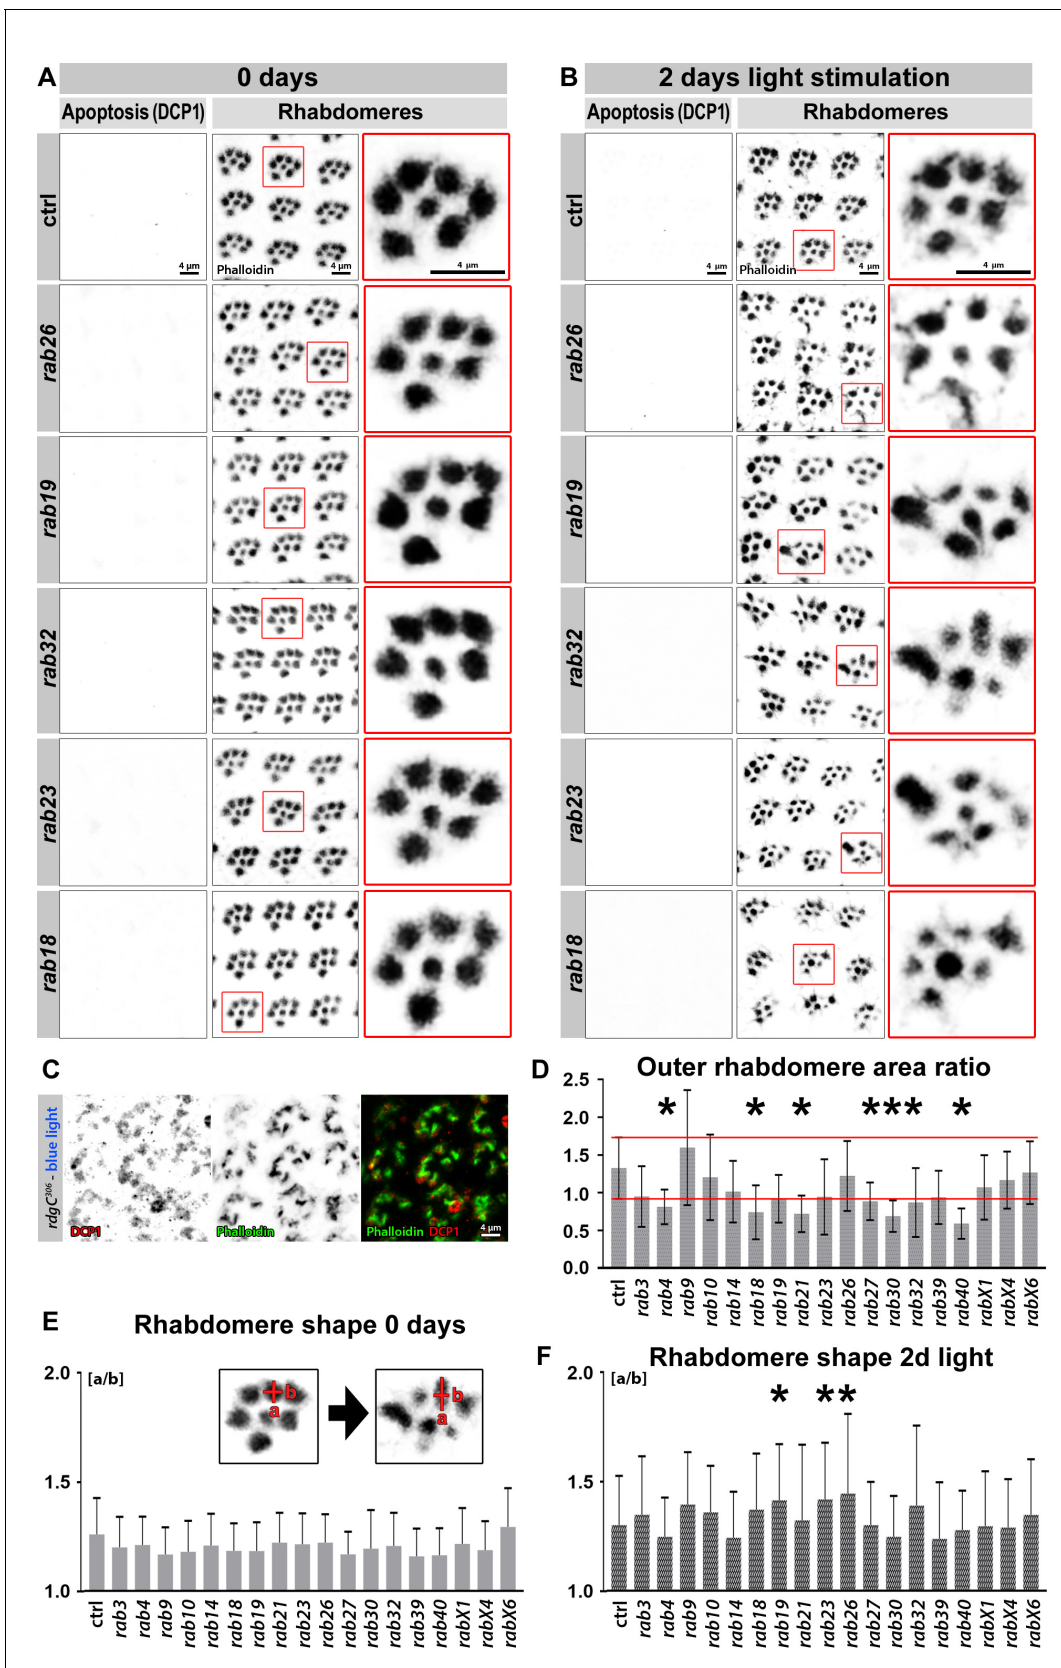 A
0 days
Apoptosis (DCP1)
Rhabdomeres
ctrl
4 µm
Phalloidin
4 µm
4 µm
rab26
rab19
rab32
rab23
rab18
B
2 days light stimulation
Apoptosis (DCP1)
Rhabdomeres
ctrl
4 µm
Phalloidin
4 µm
4 µm
rab26
rab19
rab32
rab23
rab18
C
rdgC306 - blue light
DCP1
Phalloidin
Phalloidin DCP1
4 µm
D
Outer rhabdomere area ratio
2.5
2.0
1.5
1.0
0.5
0.0
* * * * * * *
ctrl rab3 rab4 rab9 rab10 rab14 rab18 rab19 rab21 rab23 rab26 rab27 rab30 rab32 rab39 rab40 rabX1 rabX4 rabX6
E
Rhabdomere shape 0 days
2.0
[a/b]
1.5
1.0
b
a
b
a
ctrl rab3 rab4 rab9 rab10 rab14 rab18 rab19 rab21 rab23 rab26 rab27 rab30 rab32 rab39 rab40 rabX1 rabX4 rabX6
F
Rhabdomere shape 2d light
2.0
[a/b]
1.5
1.0
* * *
ctrl rab3 rab4 rab9 rab10 rab14 rab18 rab19 rab21 rab23 rab26 rab27 rab30 rab32 rab39 rab40 rabX1 rabX4 rabX6